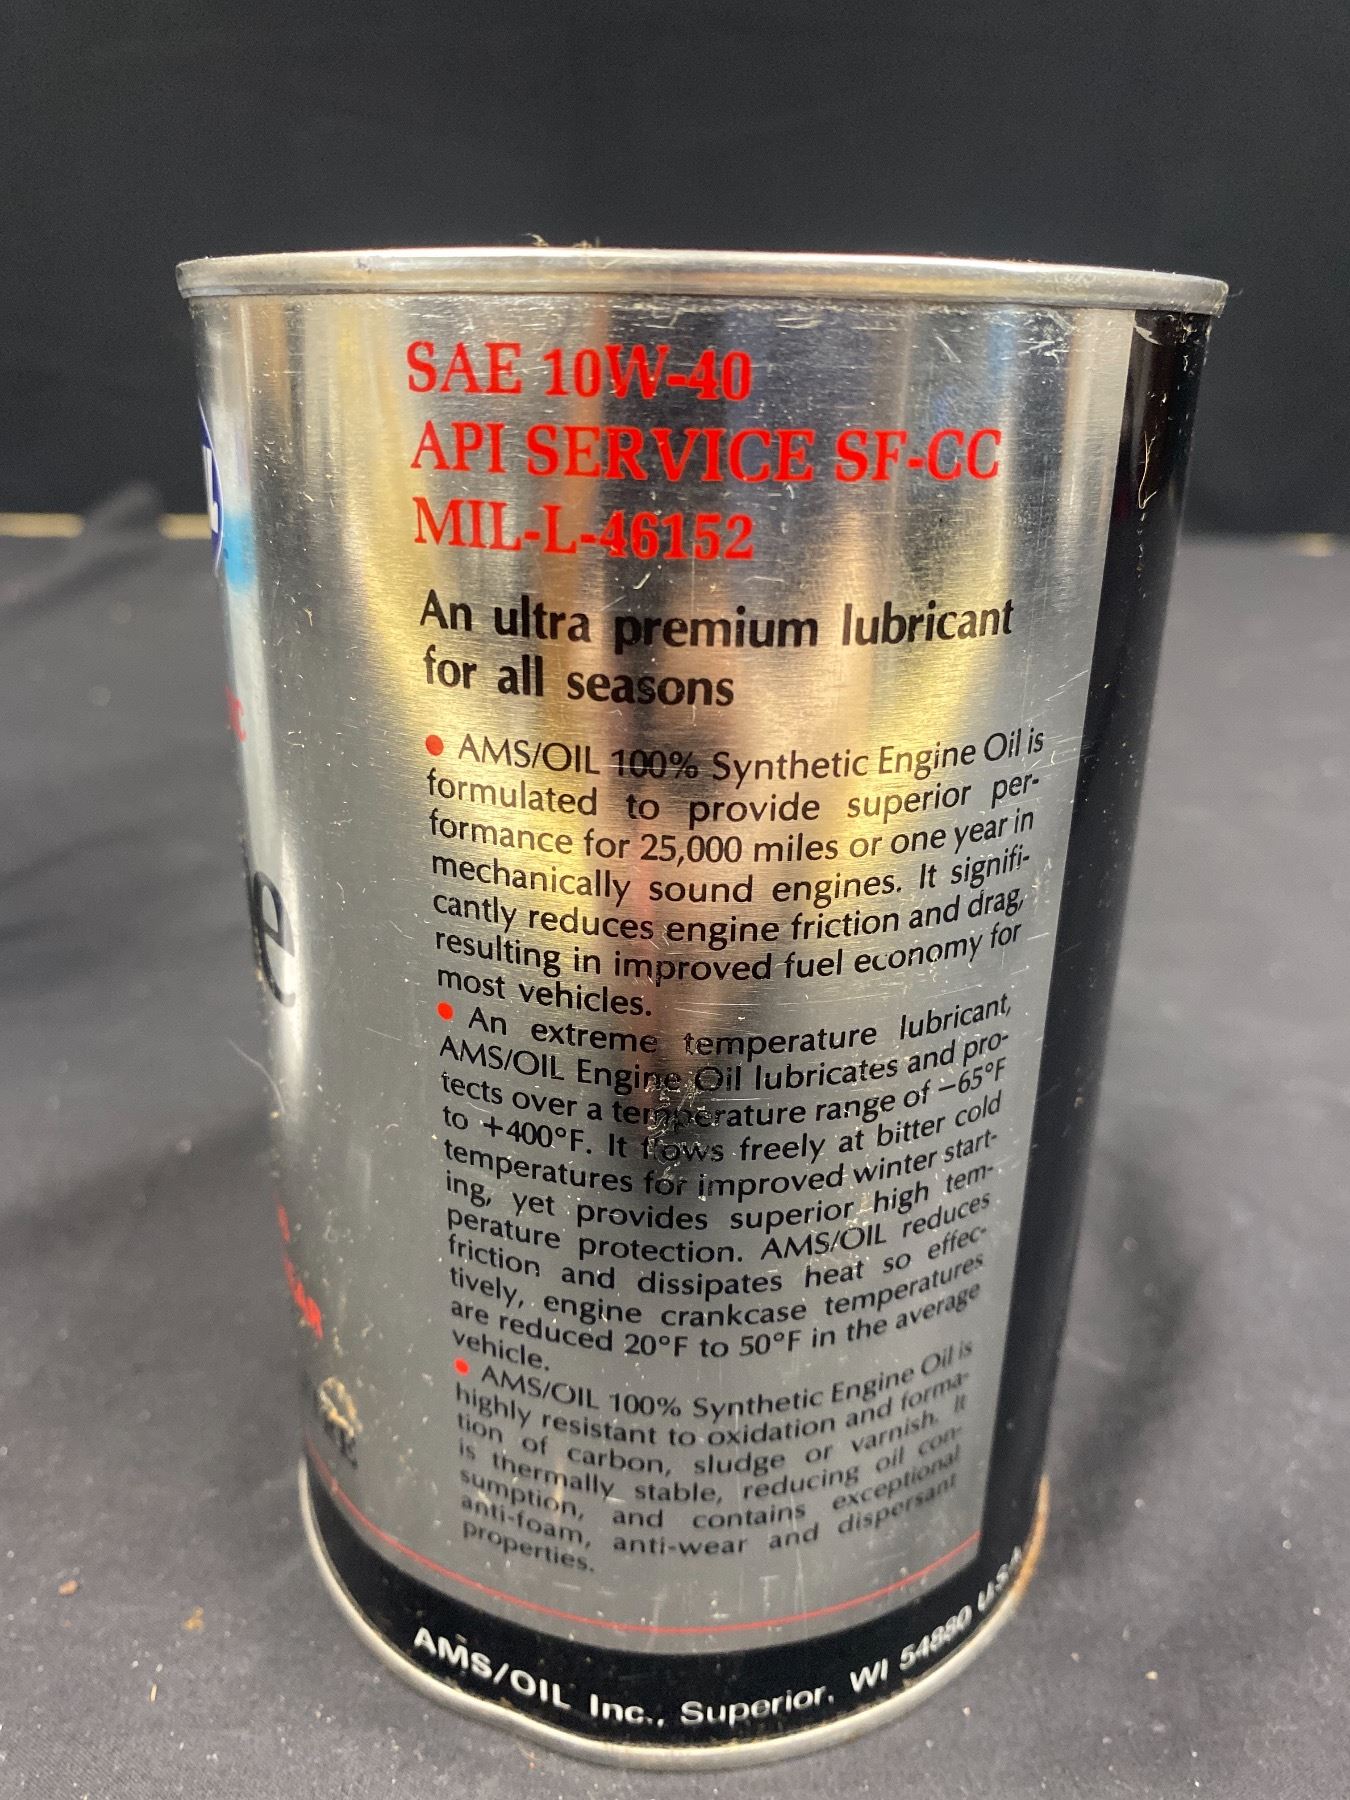 SAE 10W-40
API SERVICE SF-CC
MIL-L-46152
An ultra premium lubricant
for all seasons
• AMS/OIL 100% Synthetic Engine Oil is
formulated to provide superior per-
formance for 25,000 miles or one year in
mechanically sound engines. It signifi-
cantly reduces engine friction and drag,
resulting in improved fuel economy for
most vehicles.
• An extreme temperature lubricant,
AMS/OIL Engine Oil lubricates and pro-
tects over a temperature range of −65°F
to +400°F. It flows freely at bitter cold
temperatures for improved winter start-
ing, yet provides superior high tem-
perature protection. AMS/OIL reduces
friction and dissipates heat so effec-
tively, engine crankcase temperatures
are reduced 20°F to 50°F in the average
vehicle.
• AMS/OIL 100% Synthetic Engine Oil is
highly resistant to oxidation and forma-
tion of carbon, sludge or varnish. It
is thermally stable, reducing oil con-
sumption, and contains exceptional
anti-foam, anti-wear and dispersant
properties.
AMS/OIL Inc., Superior, WI 54880 U.S.A.